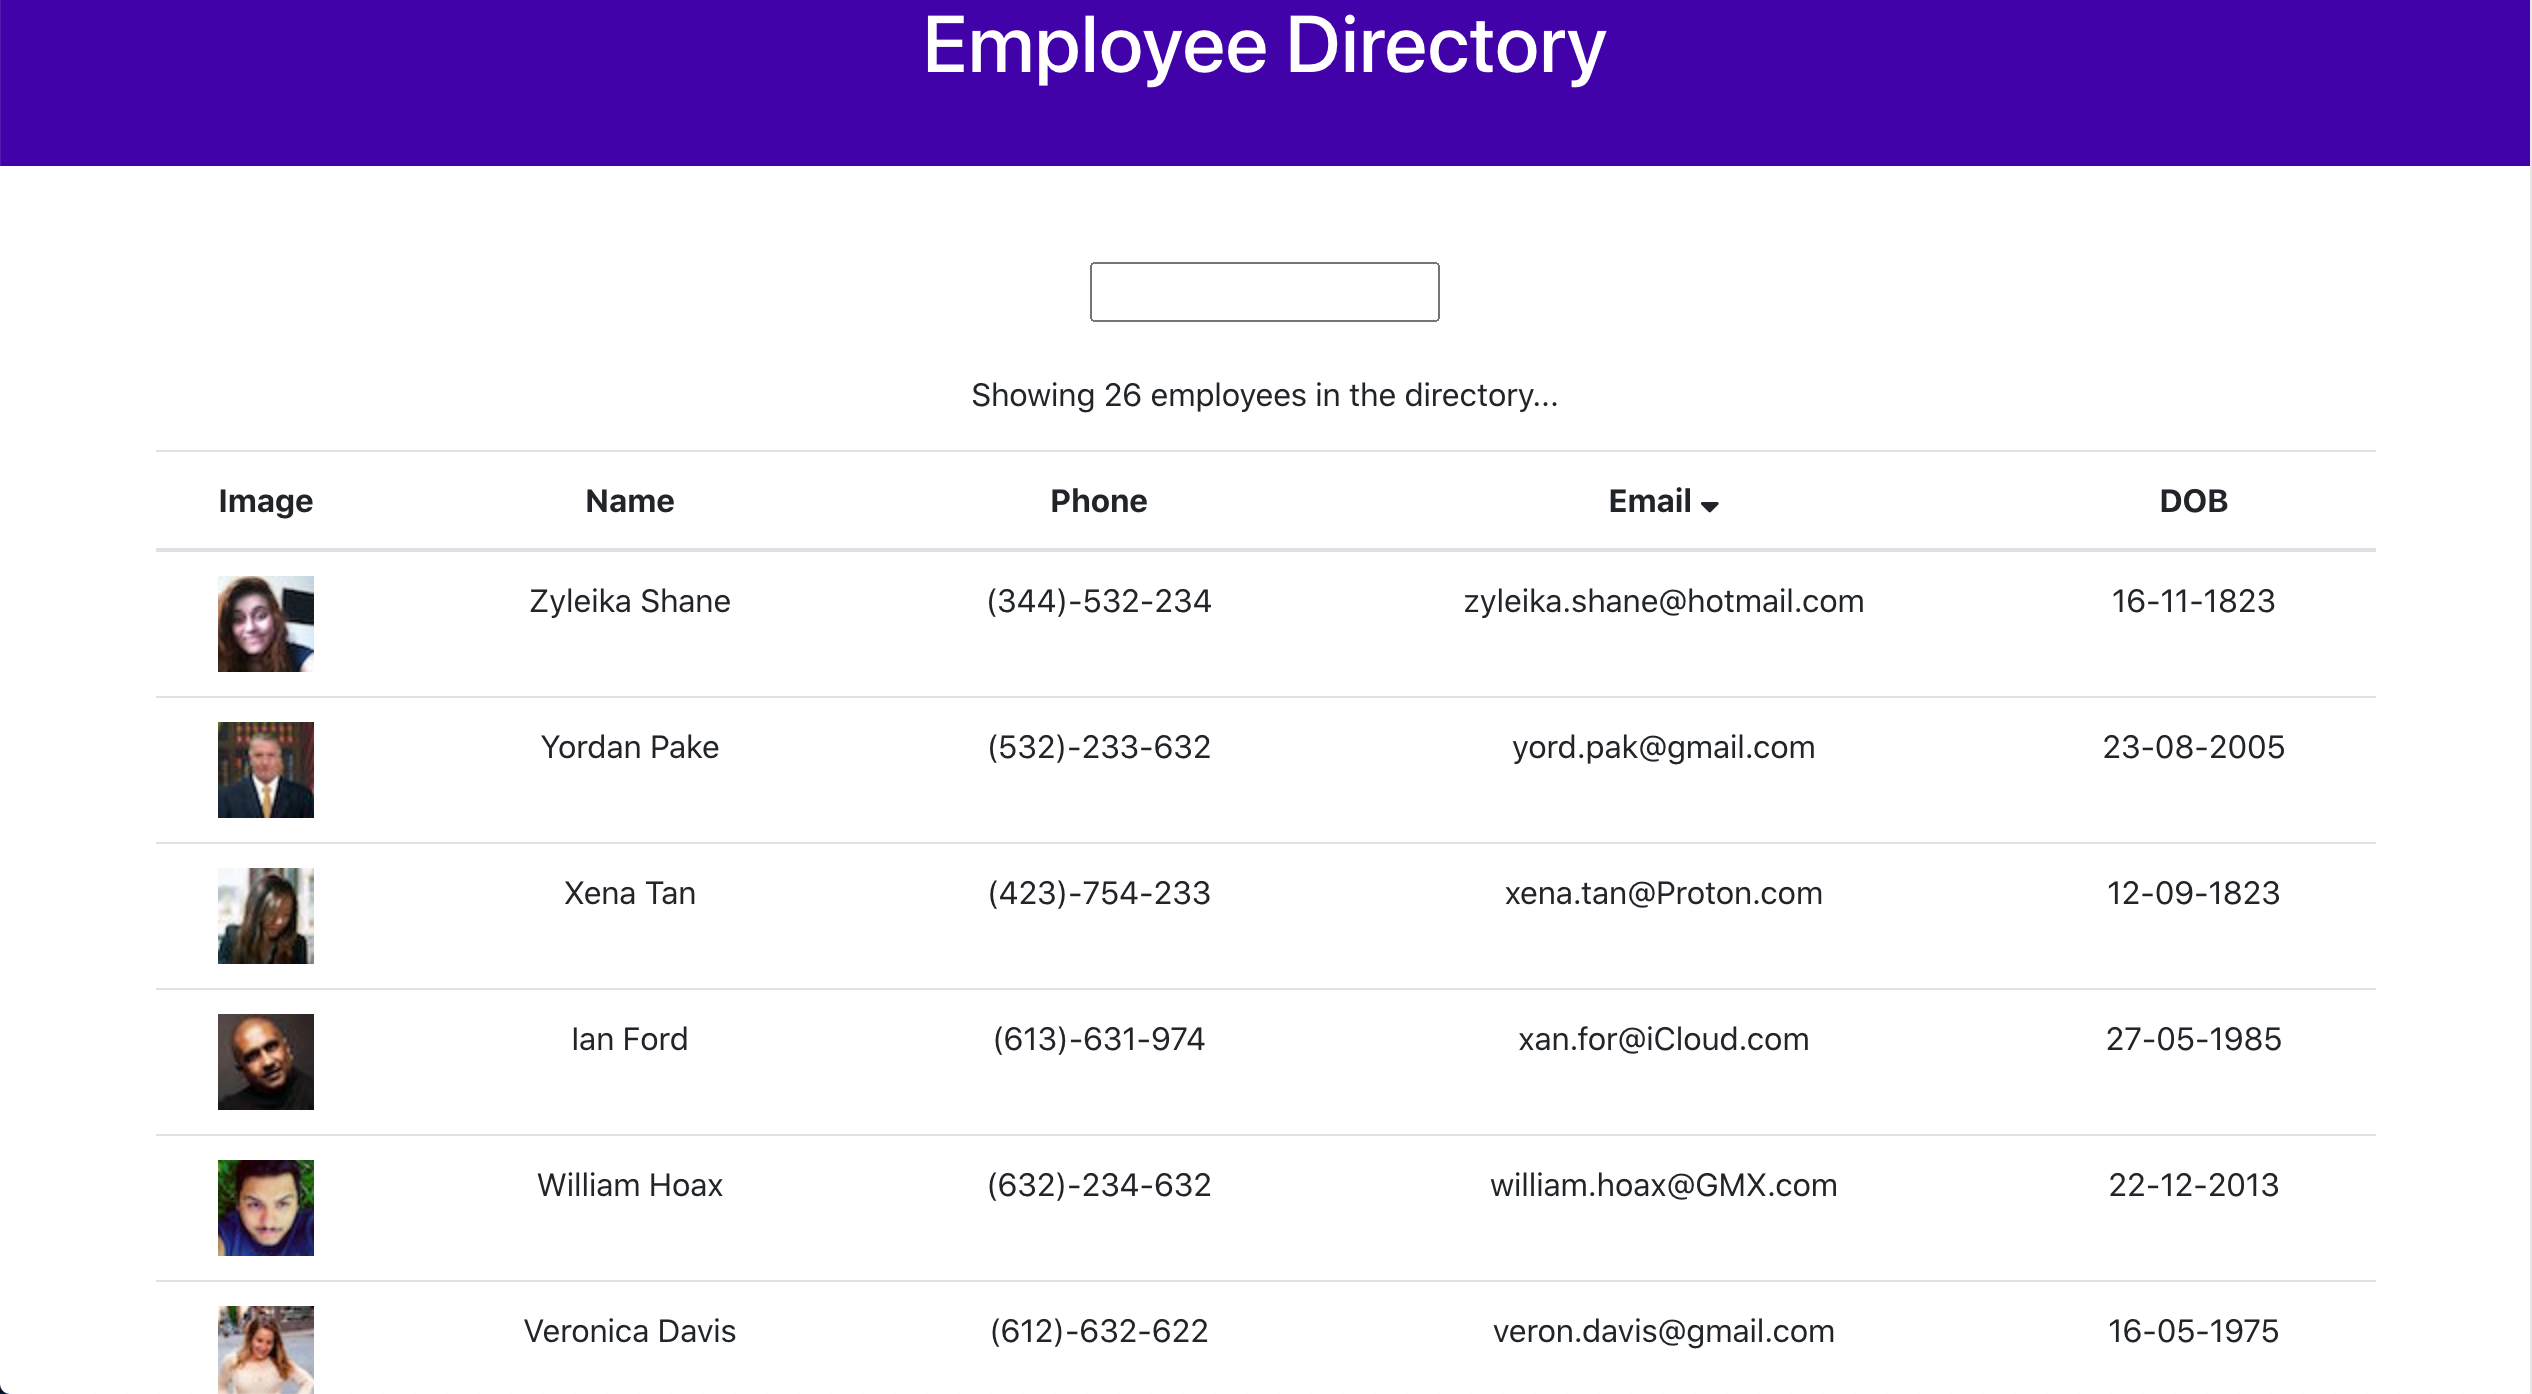 Employee Directory
Showing 26 employees in the directory...
Image Name Phone Email DOB
Zyleika Shane (344)-532-234 zyleika.shane@hotmail.com 16-11-1823
Yordan Pake (532)-233-632 yord.pak@gmail.com 23-08-2005
Xena Tan (423)-754-233 xena.tan@Proton.com 12-09-1823
Ian Ford (613)-631-974 xan.for@iCloud.com 27-05-1985
William Hoax (632)-234-632 william.hoax@GMX.com 22-12-2013
Veronica Davis (612)-632-622 veron.davis@gmail.com 16-05-1975